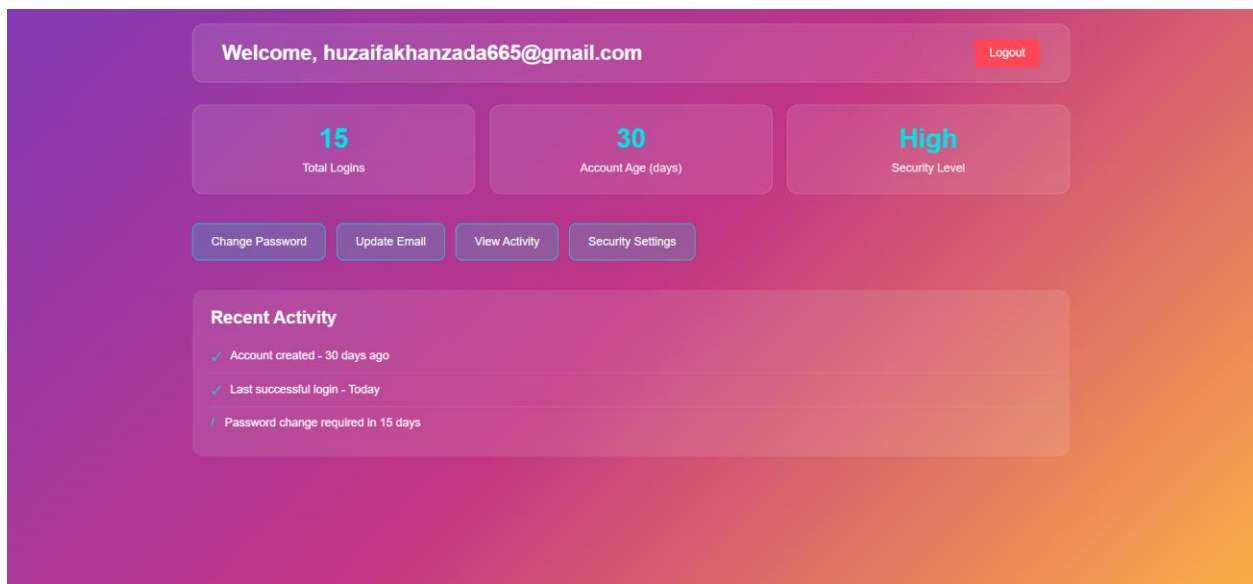 Welcome, huzaifakhanzada665@gmail.com
Logout
15
Total Logins
30
Account Age (days)
High
Security Level
Change Password
Update Email
View Activity
Security Settings
Recent Activity
✓ Account created - 30 days ago
✓ Last successful login - Today
! Password change required in 15 days